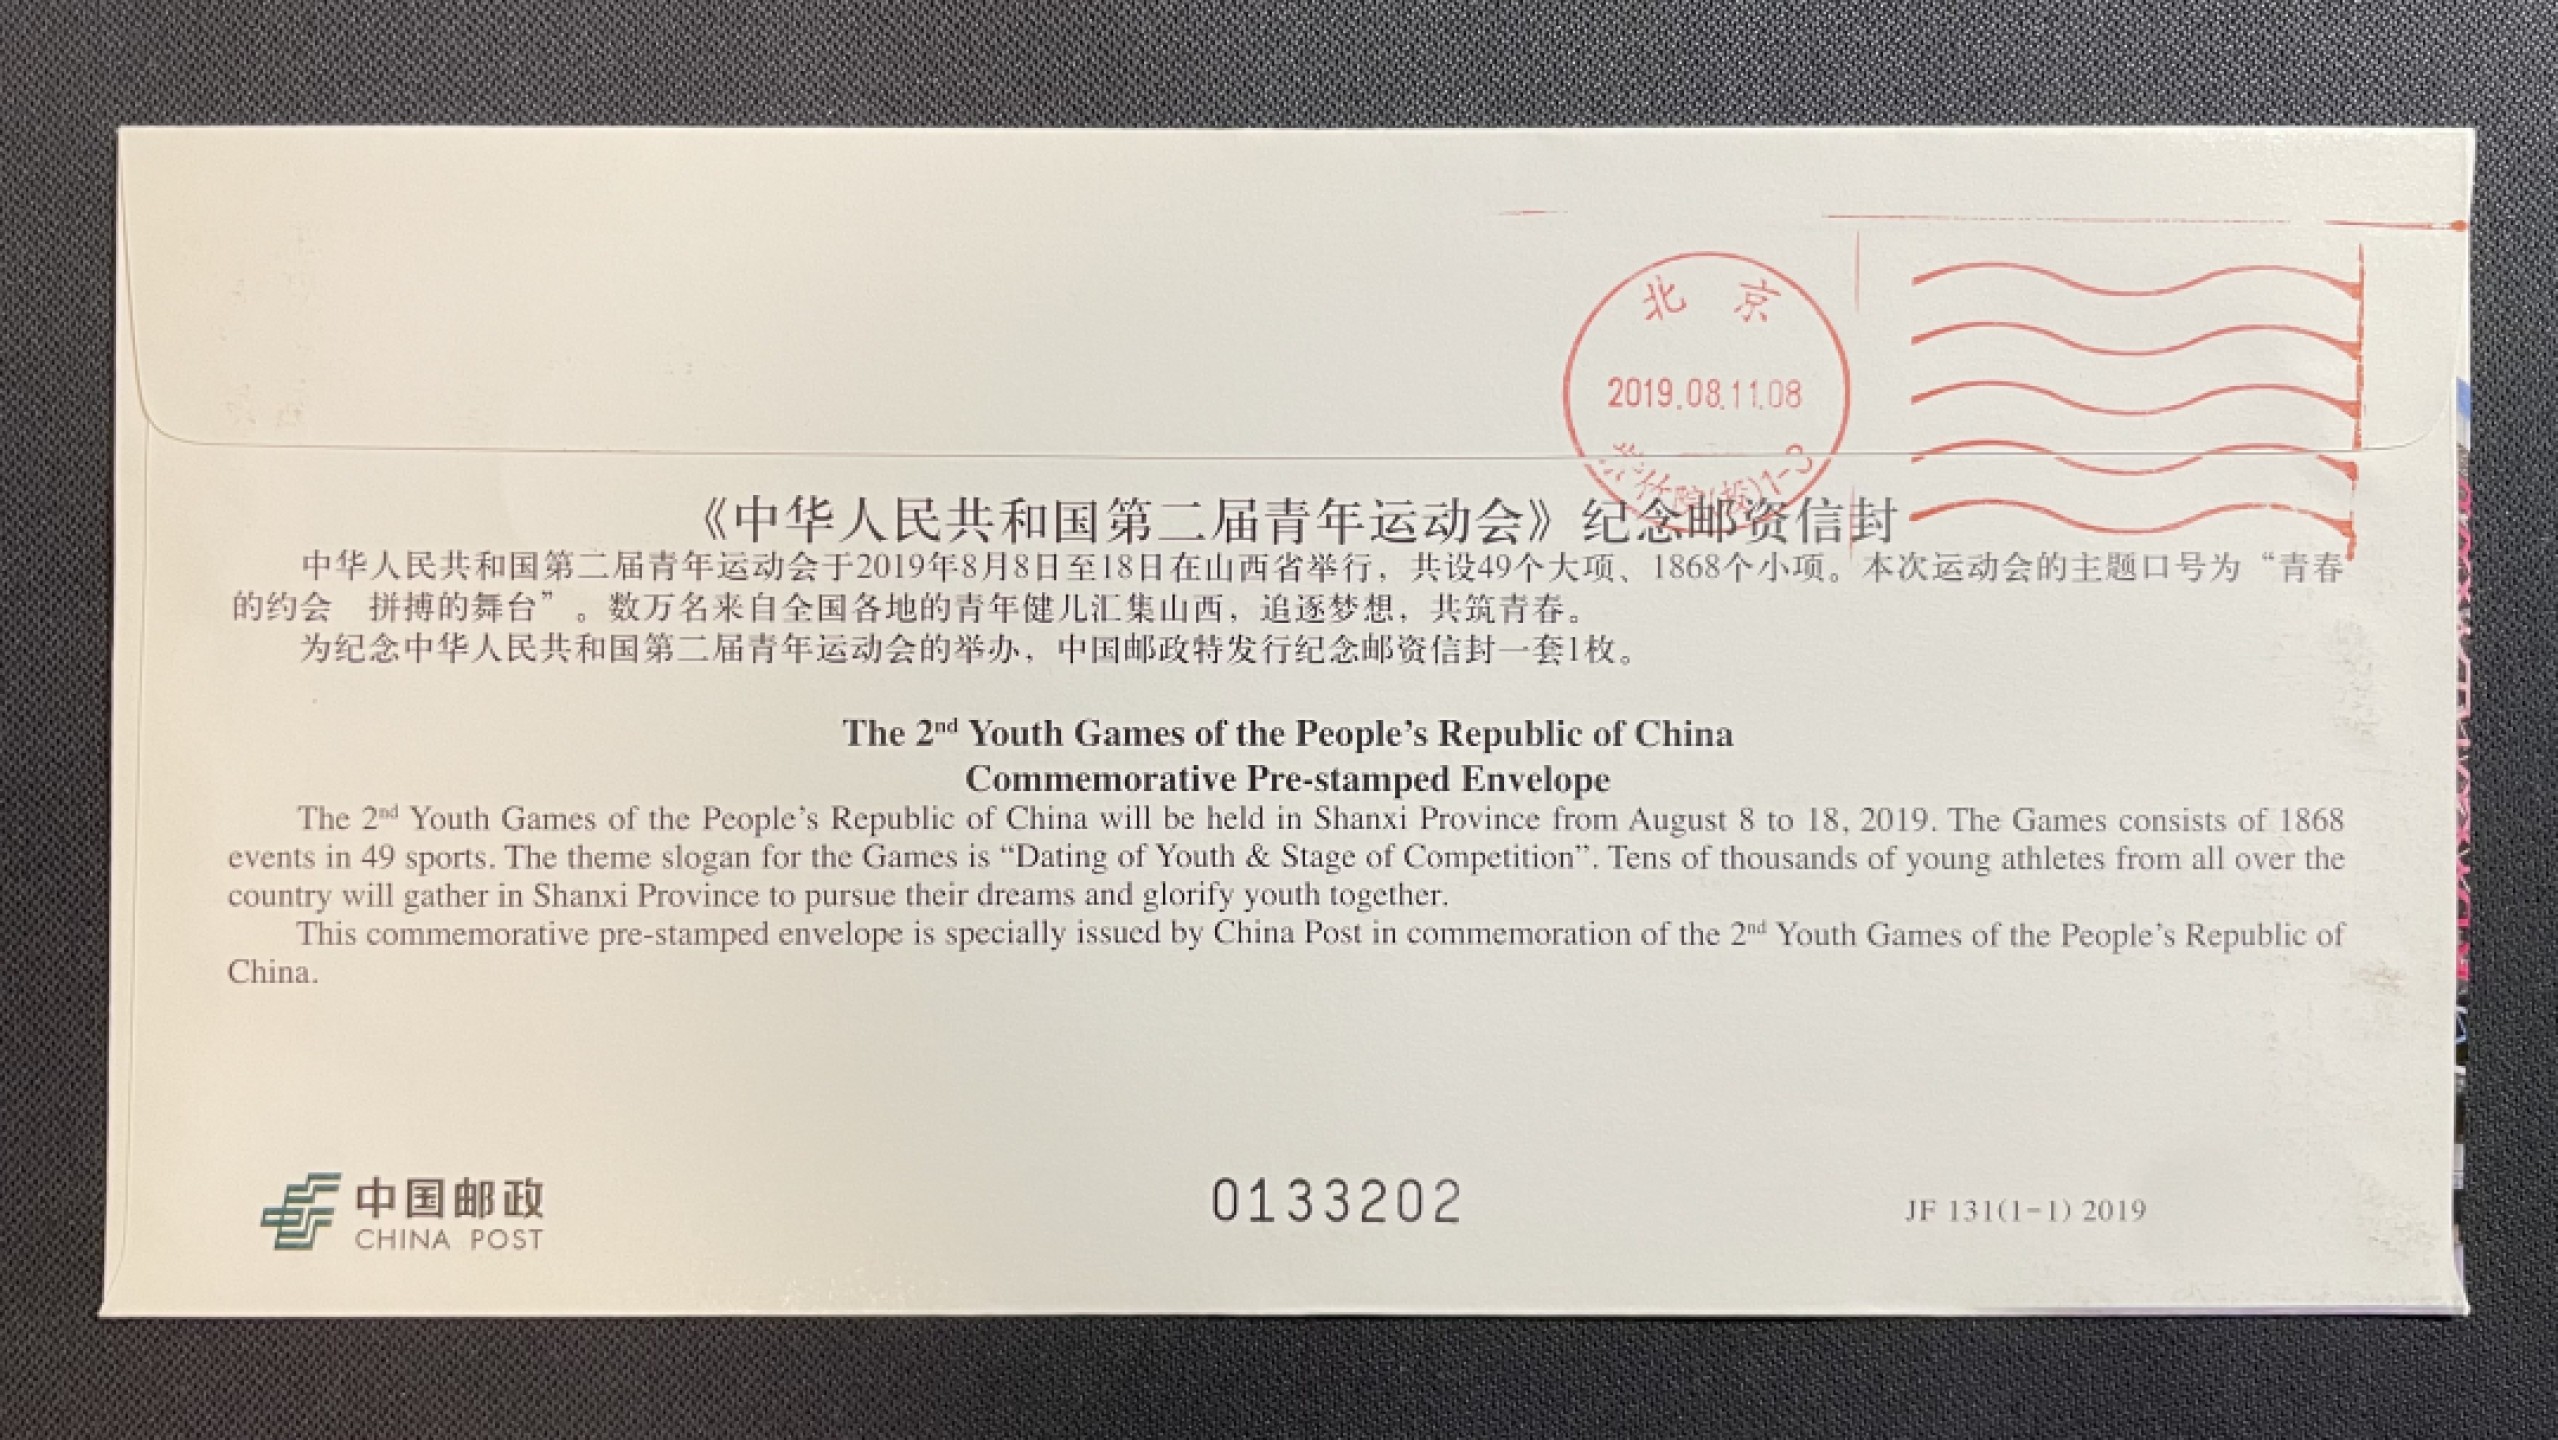 北 京
2019.08.11.08
《中华人民共和国第二届青年运动会》纪念邮资信封
中华人民共和国第二届青年运动会于2019年8月8日至18日在山西省举行，共设49个大项、1868个小项。本次运动会的主题口号为“青春
的约会　拼搏的舞台”。数万名来自全国各地的青年健儿汇集山西，追逐梦想，共筑青春。
为纪念中华人民共和国第二届青年运动会的举办，中国邮政特发行纪念邮资信封一套1枚。
The 2nd Youth Games of the People’s Republic of China
Commemorative Pre-stamped Envelope
The 2nd Youth Games of the People’s Republic of China will be held in Shanxi Province from August 8 to 18, 2019. The Games consists of 1868
events in 49 sports. The theme slogan for the Games is “Dating of Youth & Stage of Competition”. Tens of thousands of young athletes from all over the
country will gather in Shanxi Province to pursue their dreams and glorify youth together.
This commemorative pre-stamped envelope is specially issued by China Post in commemoration of the 2nd Youth Games of the People’s Republic of
China.
中国邮政
CHINA POST
0133202
JF 131(1-1) 2019